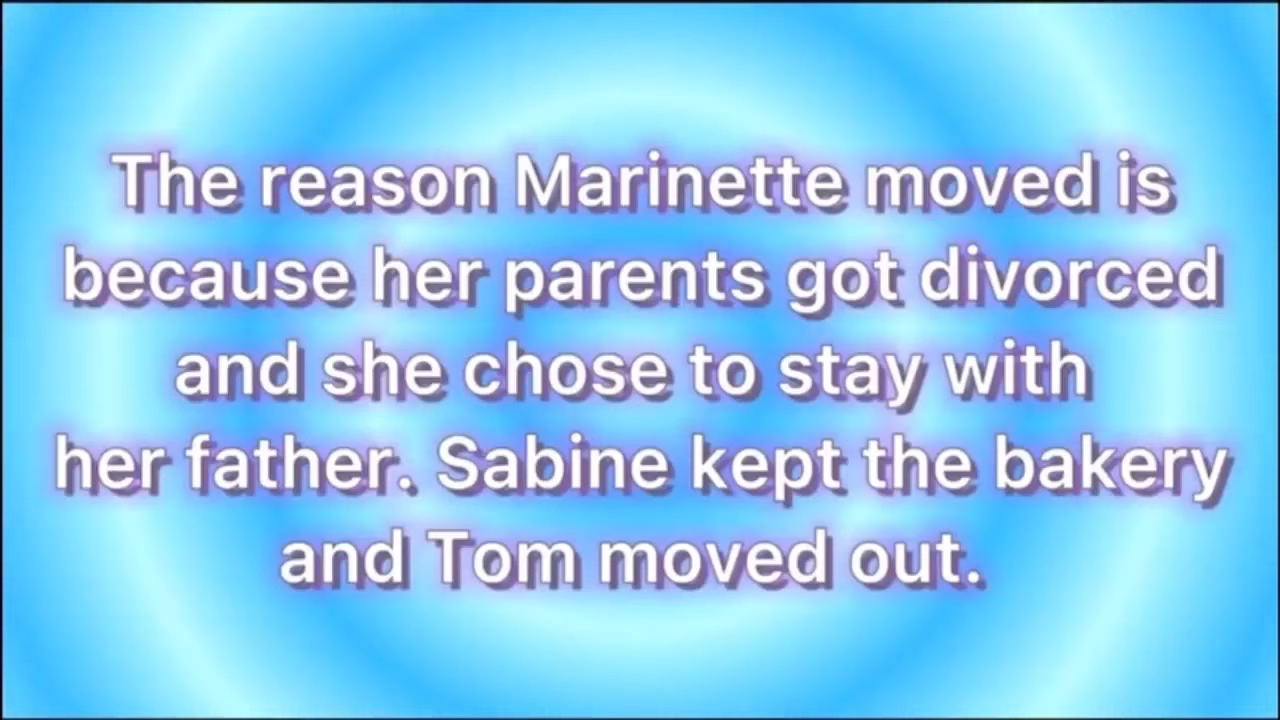 The reason Marinette moved is
because her parents got divorced
and she chose to stay with
her father. Sabine kept the bakery
and Tom moved out.